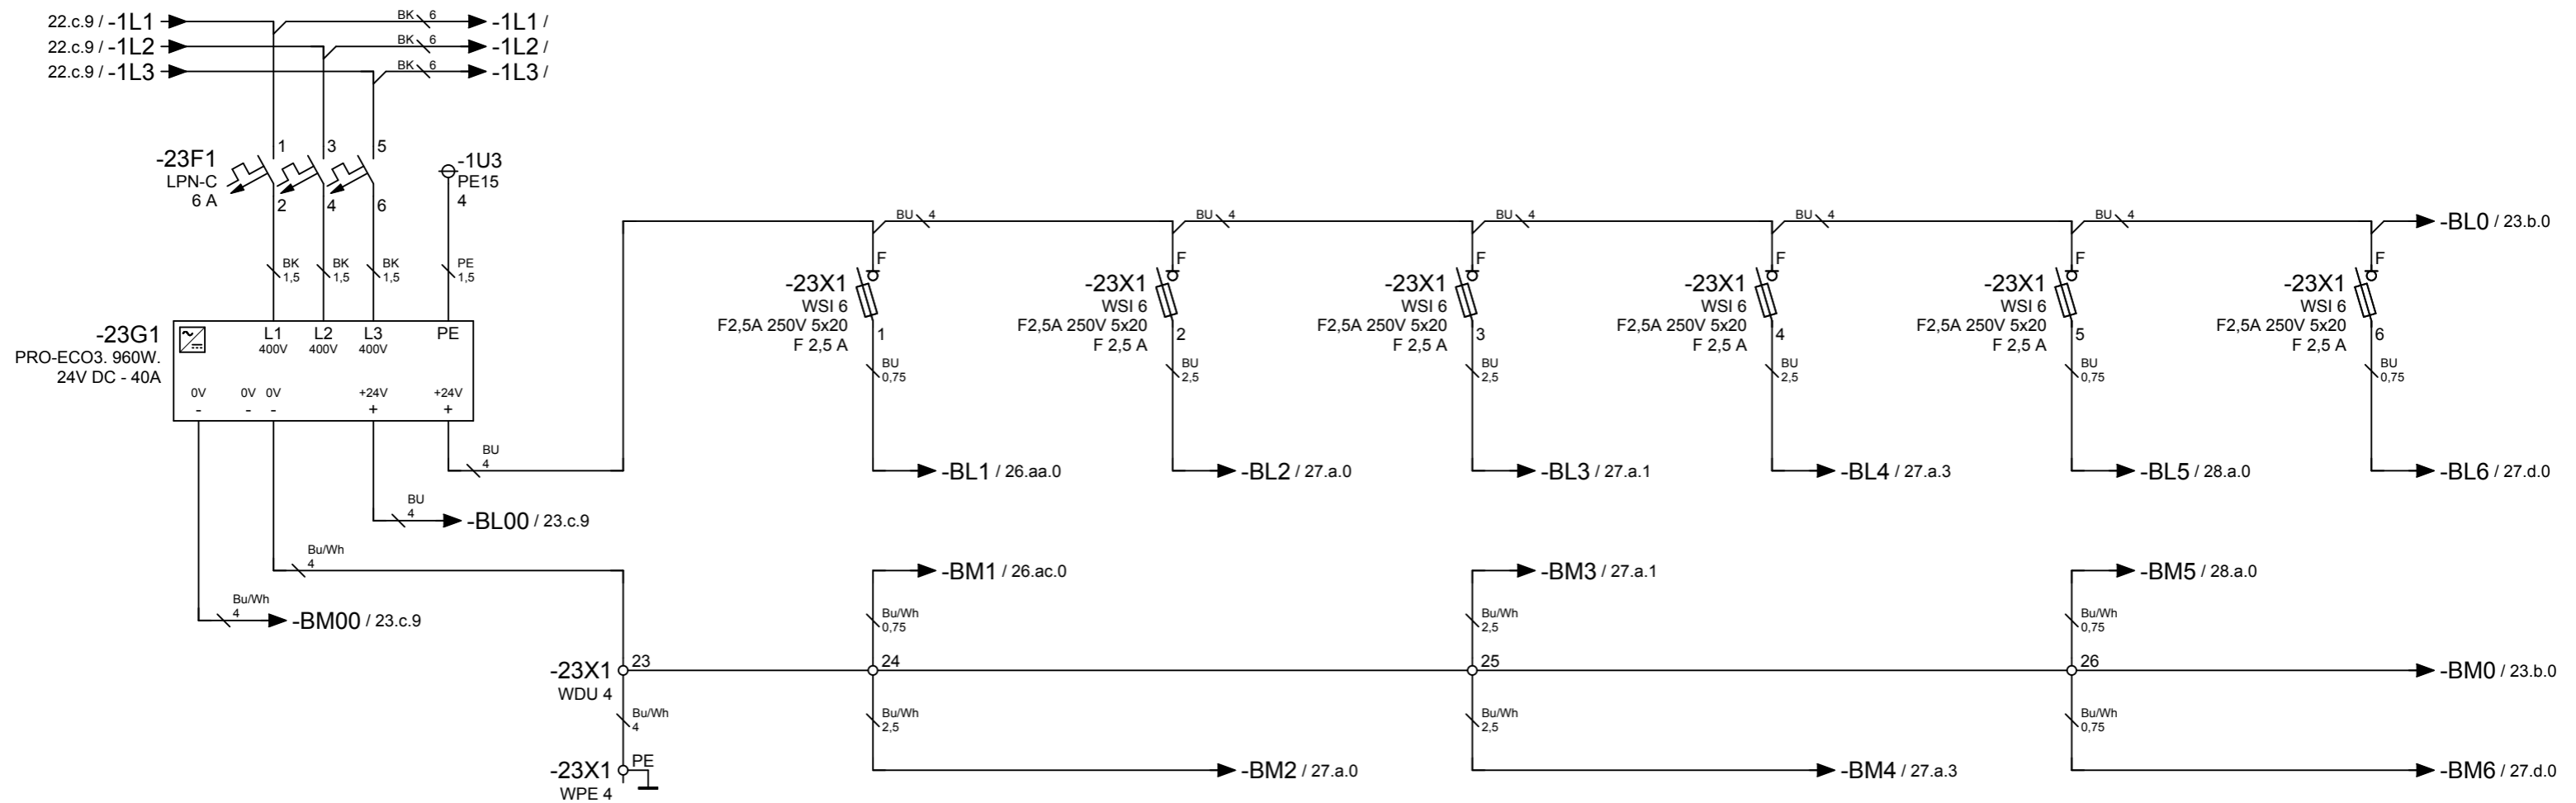 22.c.9 / -1L1 BK 6 -1L1 /
22.c.9 / -1L2 BK 6 -1L2 /
22.c.9 / -1L3 BK 6 -1L3 /
1 3 5
-23F1
LPN-C
6 A
2 4 6
-1U3
PE15
4
BK BK BK PE
1,5 1,5 1,5 1,5
-23G1
PRO-ECO3. 960W.
24V DC - 40A
L1 L2 L3 PE
400V 400V 400V
0V 0V 0V +24V +24V
- - - + +
BU
4
BU
4
-BL00 / 23.c.9
Bu/Wh
4
Bu/Wh
4
-BM00 / 23.c.9
BU 4 BU 4 BU 4 BU 4 BU 4 -BL0 / 23.b.0
F
-23X1
WSI 6
F2,5A 250V 5x20
F 2,5 A
1
BU
0,75
-BL1 / 26.aa.0
F
-23X1
WSI 6
F2,5A 250V 5x20
F 2,5 A
2
BU
2,5
-BL2 / 27.a.0
F
-23X1
WSI 6
F2,5A 250V 5x20
F 2,5 A
3
BU
2,5
-BL3 / 27.a.1
F
-23X1
WSI 6
F2,5A 250V 5x20
F 2,5 A
4
BU
2,5
-BL4 / 27.a.3
F
-23X1
WSI 6
F2,5A 250V 5x20
F 2,5 A
5
BU
0,75
-BL5 / 28.a.0
F
-23X1
WSI 6
F2,5A 250V 5x20
F 2,5 A
6
BU
0,75
-BL6 / 27.d.0
-BM1 / 26.ac.0 -BM3 / 27.a.1 -BM5 / 28.a.0
Bu/Wh Bu/Wh Bu/Wh
0,75 2,5 0,75
-23X1 23 24 25 26 -BM0 / 23.b.0
WDU 4
Bu/Wh Bu/Wh Bu/Wh Bu/Wh
4 2,5 2,5 0,75
-23X1 PE -BM2 / 27.a.0 -BM4 / 27.a.3 -BM6 / 27.d.0
WPE 4